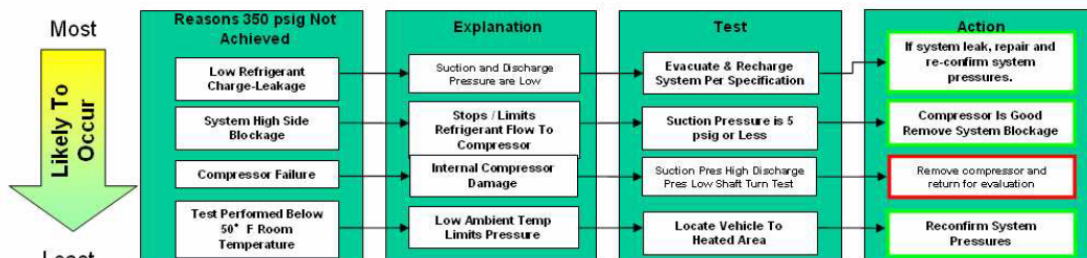 Most
Likely To
Occur
Least
Reasons 350 psig Not
Achieved
Explanation
Test
Action
Low Refrigerant
Charge-Leakage
Suction and Discharge
Pressure are Low
Evacuate & Recharge
System Per Specification
If system leak, repair and
re-confirm system
pressures.
System High Side
Blockage
Stops / Limits
Refrigerant Flow To
Compressor
Suction Pressure is 5
psig or Less
Compressor Is Good
Remove System Blockage
Compressor Failure
Internal Compressor
Damage
Suction Pres High Discharge
Pres Low Shaft Turn Test
Remove compressor and
return for evaluation
Test Performed Below
50° F Room
Temperature
Low Ambient Temp
Limits Pressure
Locate Vehicle To
Heated Area
Reconfirm System
Pressures